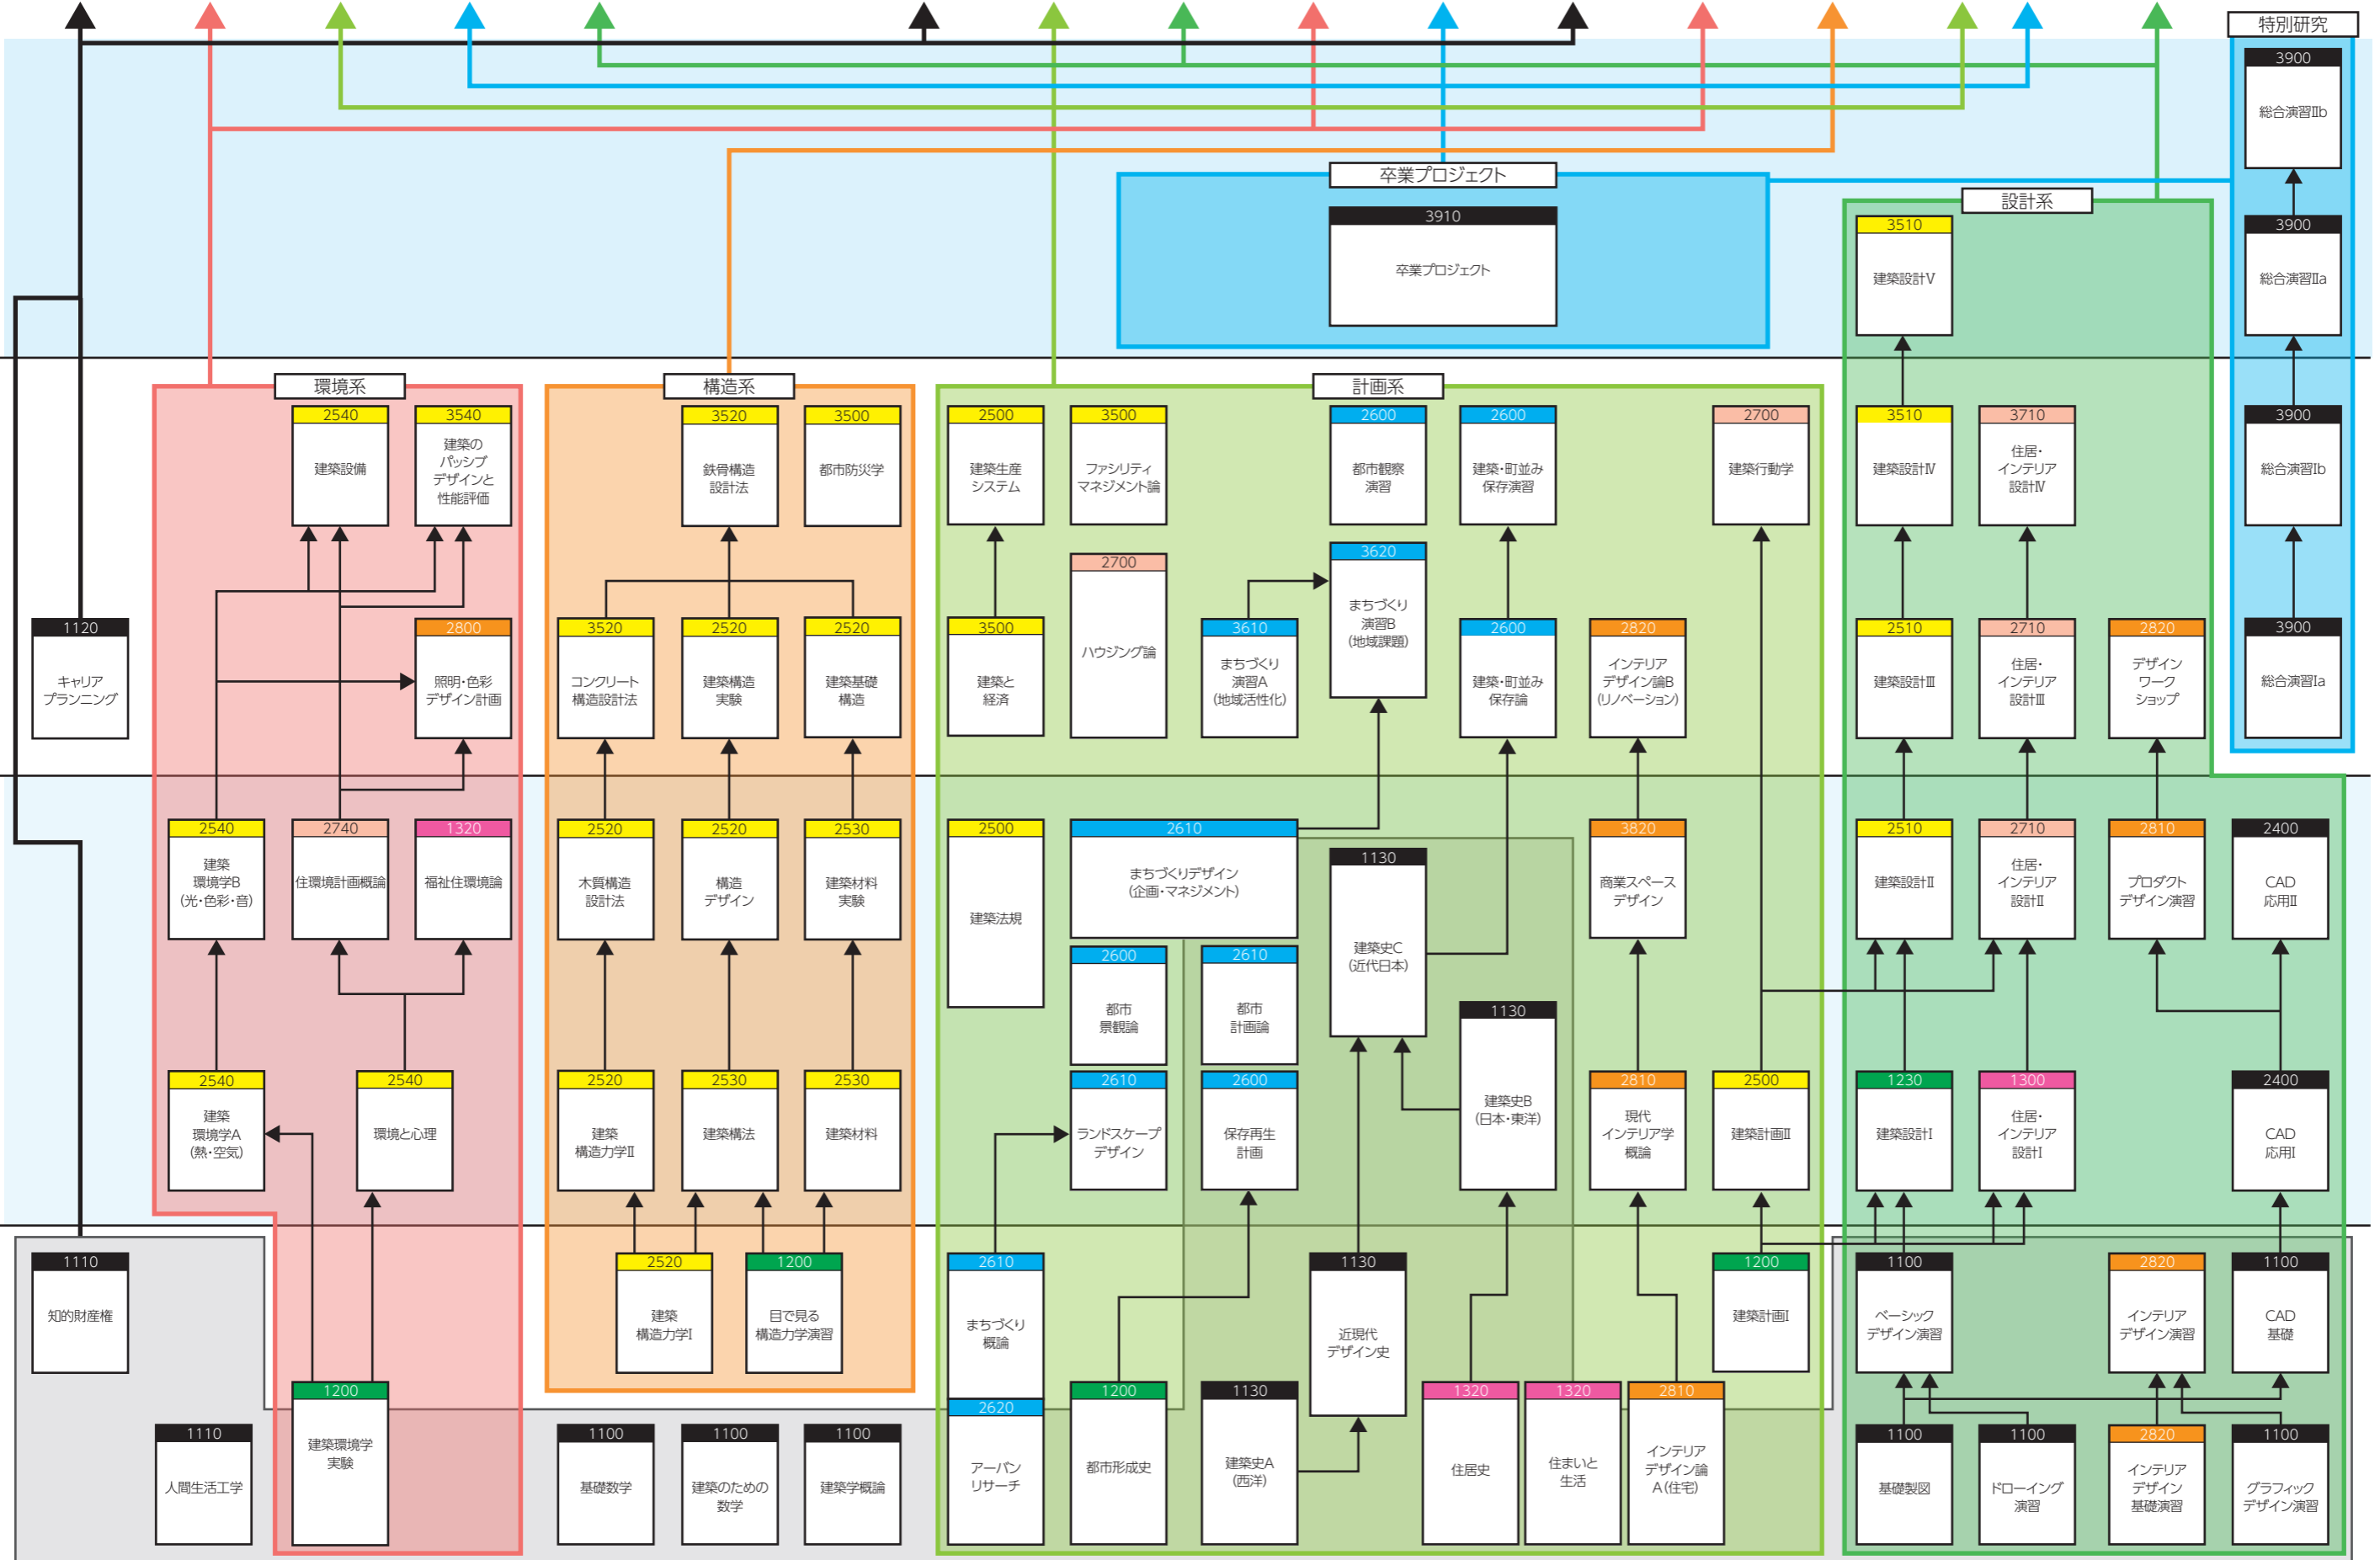 特別研究
3900
総合演習Ⅱb
卒業プロジェクト
3910
卒業プロジェクト
設計系
3510
建築設計Ⅴ
3900
総合演習Ⅱa
環境系
2540
建築設備
3540
建築の
パッシブ
デザインと
性能評価
構造系
3520
鉄骨構造
設計法
3500
都市防災学
計画系
2500
建築生産
システム
3500
ファシリティ
マネジメント論
2600
都市観察
演習
2600
建築・町並み
保存演習
2700
建築行動学
3510
建築設計Ⅳ
3710
住居・
インテリア
設計Ⅳ
3900
総合演習Ⅰb
2700
ハウジング論
3620
まちづくり
演習B
(地域課題)
1120
キャリア
プランニング
2800
照明・色彩
デザイン計画
3520
コンクリート
構造設計法
2520
建築構造
実験
2520
建築基礎
構造
3500
建築と
経済
3610
まちづくり
演習A
(地域活性化)
2600
建築・町並み
保存論
2820
インテリア
デザイン論B
(リノベーション)
2510
建築設計Ⅲ
2710
住居・
インテリア
設計Ⅲ
2820
デザイン
ワーク
ショップ
3900
総合演習Ⅰa
2540
建築
環境学B
(光・色彩・音)
2740
住環境計画概論
1320
福祉住環境論
2520
木質構造
設計法
2520
構造
デザイン
2530
建築材料
実験
2500
建築法規
2610
まちづくりデザイン
(企画・マネジメント)
1130
建築史C
(近代日本)
3820
商業スペース
デザイン
2510
建築設計Ⅱ
2710
住居・
インテリア
設計Ⅱ
2810
プロダクト
デザイン演習
2400
CAD
応用Ⅱ
2600
都市
景観論
2610
都市
計画論
1130
建築史B
(日本・東洋)
2540
建築
環境学A
(熱・空気)
2540
環境と心理
2520
建築
構造力学Ⅱ
2530
建築構法
2530
建築材料
2610
ランドスケープ
デザイン
2600
保存再生
計画
2810
現代
インテリア学
概論
2500
建築計画Ⅱ
1230
建築設計Ⅰ
1300
住居・
インテリア
設計Ⅰ
2400
CAD
応用Ⅰ
1110
知的財産権
2520
建築
構造力学Ⅰ
1200
目で見る
構造力学演習
2610
まちづくり
概論
1130
近現代
デザイン史
1200
建築計画Ⅰ
1100
ベーシック
デザイン演習
2820
インテリア
デザイン演習
1100
CAD
基礎
1110
人間生活工学
1200
建築環境学
実験
1100
基礎数学
1100
建築のための
数学
1100
建築学概論
2620
アーバン
リサーチ
1200
都市形成史
1130
建築史A
(西洋)
1320
住居史
1320
住まいと
生活
2810
インテリア
デザイン論
A(住宅)
1100
基礎製図
1100
ドローイング
演習
2820
インテリア
デザイン
基礎演習
1100
グラフィック
デザイン演習